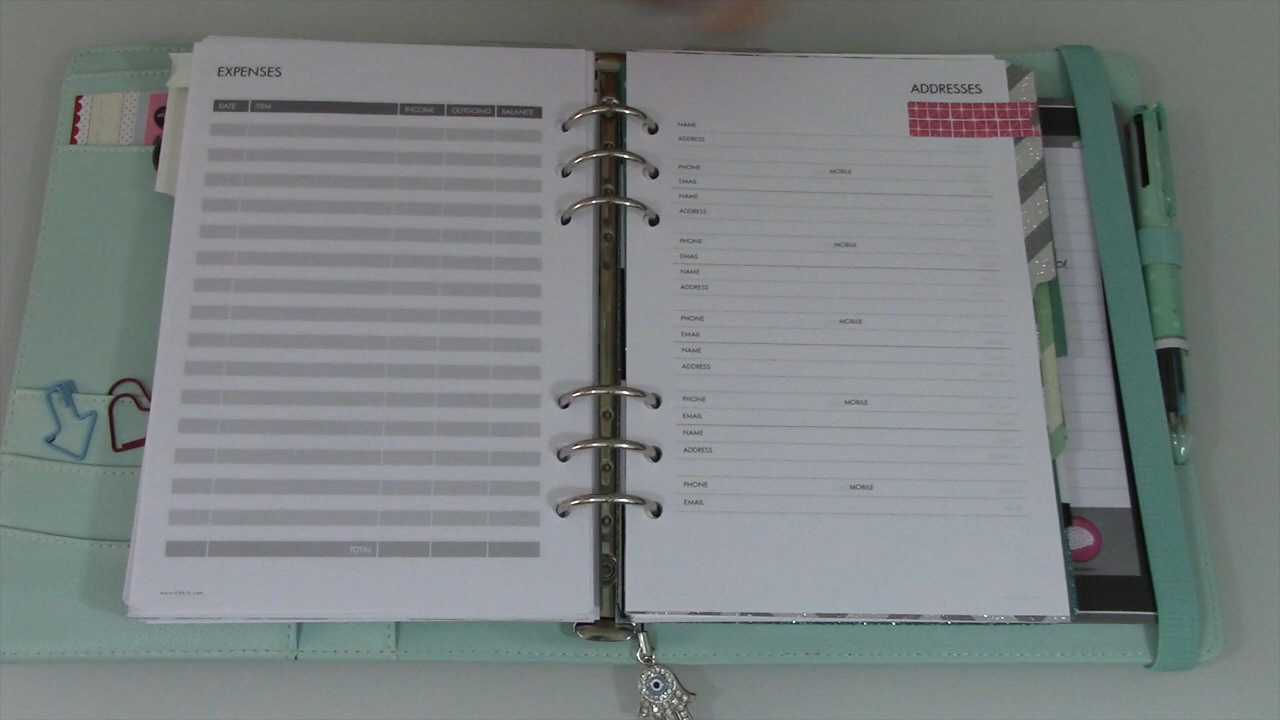 EXPENSES
DATE ITEM INCOME OUTGOING BALANCE
TOTAL
ADDRESSES
NAME
ADDRESS
PHONE MOBILE
EMAIL
NAME
ADDRESS
PHONE MOBILE
EMAIL
NAME
ADDRESS
PHONE MOBILE
EMAIL
NAME
ADDRESS
PHONE MOBILE
EMAIL
NAME
ADDRESS
PHONE MOBILE
EMAIL